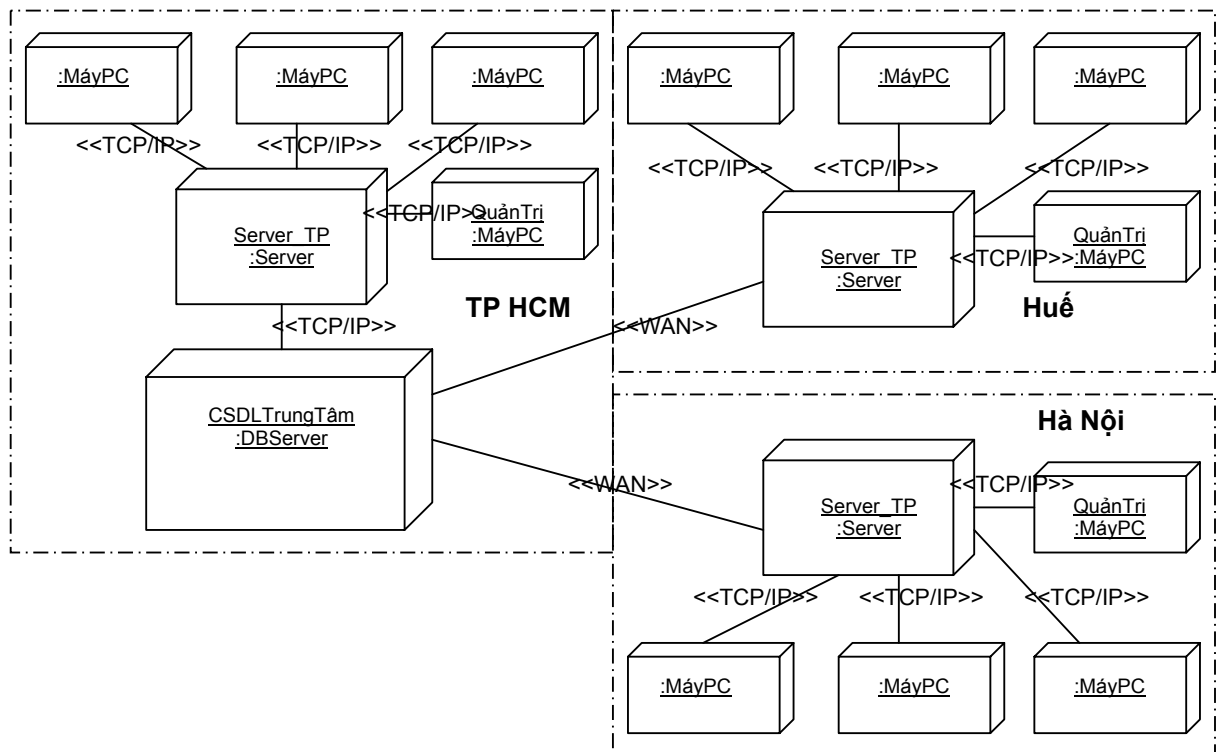 :MáyPC
:MáyPC
:MáyPC
<<TCP/IP>>
<<TCP/IP>>
<<TCP/IP>>
Server_TP
:Server
<<TCP/IP>>
QuảnTri
:MáyPC
TP HCM
<<TCP/IP>>
CSDLTrungTâm
:DBServer
<<WAN>>
<<WAN>>
:MáyPC
:MáyPC
:MáyPC
<<TCP/IP>>
<<TCP/IP>>
<<TCP/IP>>
Server_TP
:Server
<<TCP/IP>>
QuảnTri
:MáyPC
Huế
Hà Nội
Server_TP
:Server
<<TCP/IP>>
QuảnTri
:MáyPC
<<TCP/IP>>
<<TCP/IP>>
<<TCP/IP>>
:MáyPC
:MáyPC
:MáyPC